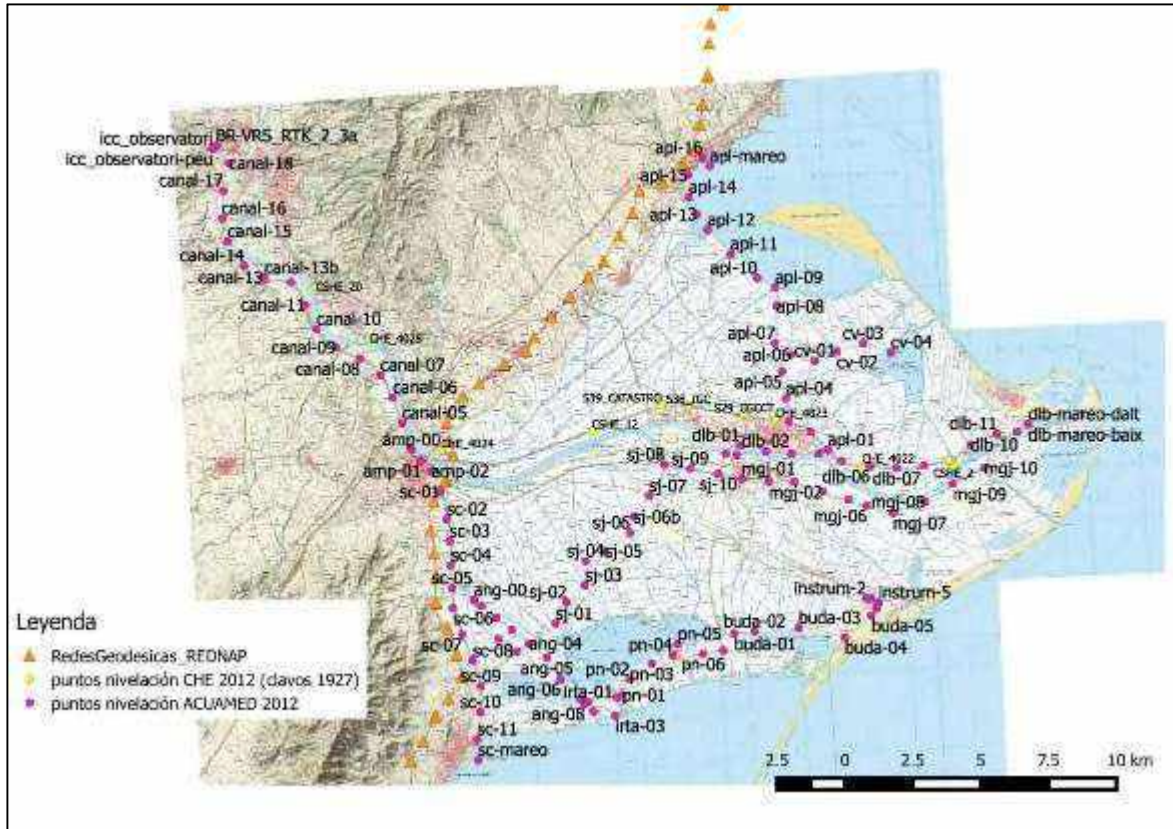 icc_observatori
BR-VRS_RTK_2_3a
icc_observatori-peu
canal-18
canal-17
canal-16
canal-15
canal-14
canal-13
canal-13b
CSHE_20
canal-11
canal-10
canal-09
canal-08
canal-07
canal-06
canal-05
apl-16
apl-mareo
apl-15
apl-14
apl-13
apl-12
apl-11
apl-10
apl-09
apl-08
apl-07
apl-06
cv-01
cv-03
cv-02
cv-04
apl-05
apl-04
S39_CATASTRO
CSHE_12
amp-00
CHE_4024
amp-01
amp-02
dlb-01
dlb-02
apl-01
dlb-06
dlb-07
CHE_4022
dlb-11
dlb-10
dlb-mareo-dalt
dlb-mareo-baix
sj-08
sj-09
sj-10
mgj-01
mgj-02
mgj-06
mgj-08
mgj-07
mgj-09
mgj-10
sj-07
sj-06
sj-06b
sj-04
sj-05
sj-03
sj-02
sj-01
sc-01
sc-02
sc-03
sc-04
sc-05
sc-06
sc-07
sc-08
sc-09
sc-10
sc-11
sc-mareo
ang-00
ang-04
ang-05
ang-06
ang-08
irta-01
irta-03
pn-01
pn-02
pn-03
pn-04
pn-05
pn-06
buda-01
buda-02
buda-03
buda-04
buda-05
instrum-2
instrum-5
Leyenda
RedesGeodesicas_REDNAP
puntos nivelación CHE 2012 (clavos 1927)
puntos nivelación ACUAMED 2012
2.5 0 2.5 5 7.5 10 km